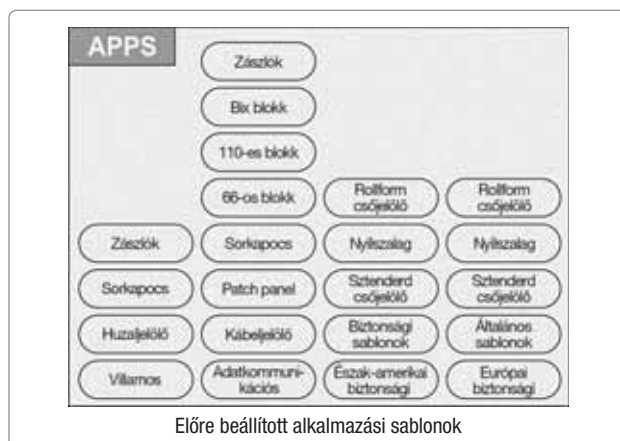 APPS
Zászlók
Bix blokk
110-es blokk
66-os blokk
Rollform
csőjelölő
Rollform
csőjelölő
Zászlók
Sorkapocs
Nyílszalag
Nyílszalag
Sorkapocs
Patch panel
Sztenderd
csőjelölő
Sztenderd
csőjelölő
Huzaljelölő
Kábeljelölő
Biztonsági
sablonok
Általános
sablonok
Villamos
Adatkommuni-
kációs
Észak-amerikai
biztonsági
Európai
biztonsági
Előre beállított alkalmazási sablonok